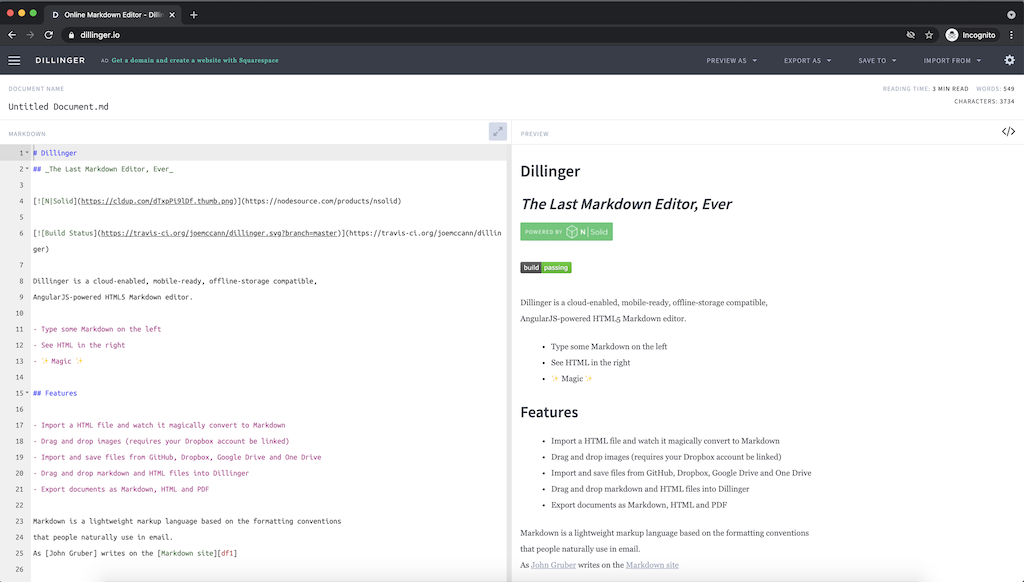 D Online Markdown Editor - Dilli
dillinger.io
Incognito
DILLINGER
AD Get a domain and create a website with Squarespace
PREVIEW AS
EXPORT AS
SAVE TO
IMPORT FROM
DOCUMENT NAME
READING TIME: 3 MIN READ WORDS: 549
Untitled Document.md
CHARACTERS: 3734
MARKDOWN
1 # Dillinger
2 ## _The Last Markdown Editor, Ever_
3
4 [![N|Solid](https://cldup.com/dTxpPi9lDf.thumb.png)](https://nodesource.com/products/nsolid)
5
6 [![Build Status](https://travis-ci.org/joemccann/dillinger.svg?branch=master)](https://travis-ci.org/joemccann/dillin
ger)
7
8 Dillinger is a cloud-enabled, mobile-ready, offline-storage compatible,
9 AngularJS-powered HTML5 Markdown editor.
10
11 - Type some Markdown on the left
12 - See HTML in the right
13 - ✨ Magic ✨
14
15 ## Features
16
17 - Import a HTML file and watch it magically convert to Markdown
18 - Drag and drop images (requires your Dropbox account be linked)
19 - Import and save files from GitHub, Dropbox, Google Drive and One Drive
20 - Drag and drop markdown and HTML files into Dillinger
21 - Export documents as Markdown, HTML and PDF
22
23 Markdown is a lightweight markup language based on the formatting conventions
24 that people naturally use in email.
25 As [John Gruber] writes on the [Markdown site][df1]
26
PREVIEW
</>
Dillinger
The Last Markdown Editor, Ever
POWERED BY N|Solid
build passing
Dillinger is a cloud-enabled, mobile-ready, offline-storage compatible,
AngularJS-powered HTML5 Markdown editor.
• Type some Markdown on the left
• See HTML in the right
• ✨ Magic ✨
Features
• Import a HTML file and watch it magically convert to Markdown
• Drag and drop images (requires your Dropbox account be linked)
• Import and save files from GitHub, Dropbox, Google Drive and One Drive
• Drag and drop markdown and HTML files into Dillinger
• Export documents as Markdown, HTML and PDF
Markdown is a lightweight markup language based on the formatting conventions
that people naturally use in email.
As John Gruber writes on the Markdown site